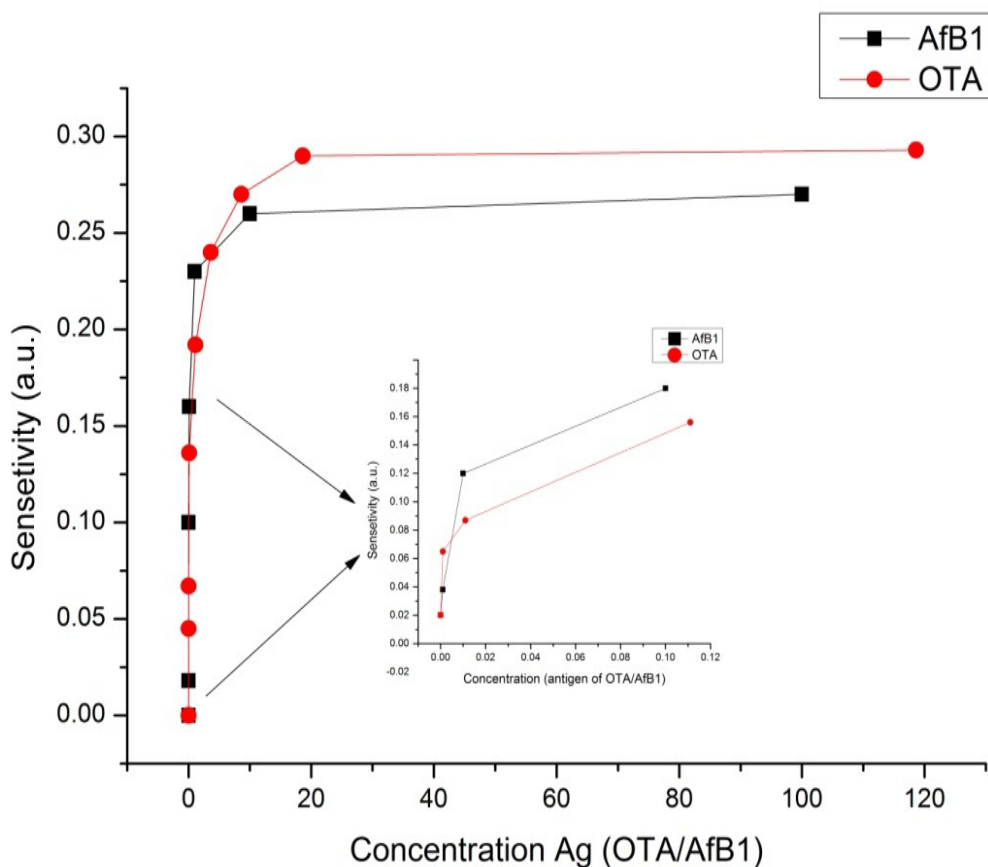 AfB1
OTA
0.30
0.25
0.20
0.15
0.10
0.05
0.00
Sensetivity (a.u.)
0 20 40 60 80 100 120
Concentration Ag (OTA/AfB1)
AfB1
OTA
0.18
0.16
0.14
0.12
0.10
0.08
0.06
0.04
0.02
0.00
-0.02
Sensetivity (a.u.)
0.00 0.02 0.04 0.06 0.08 0.10 0.12
Concentration (antigen of OTA/AfB1)